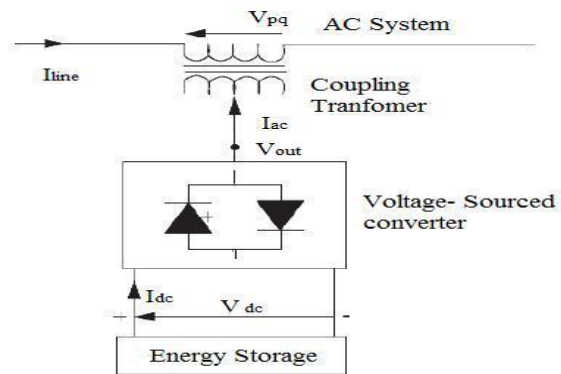 Vpq
AC System
Iline
Coupling
Tranfomer
Iac
Vout
Voltage- Sourced
converter
+
Idc
+
V dc
-
Energy Storage